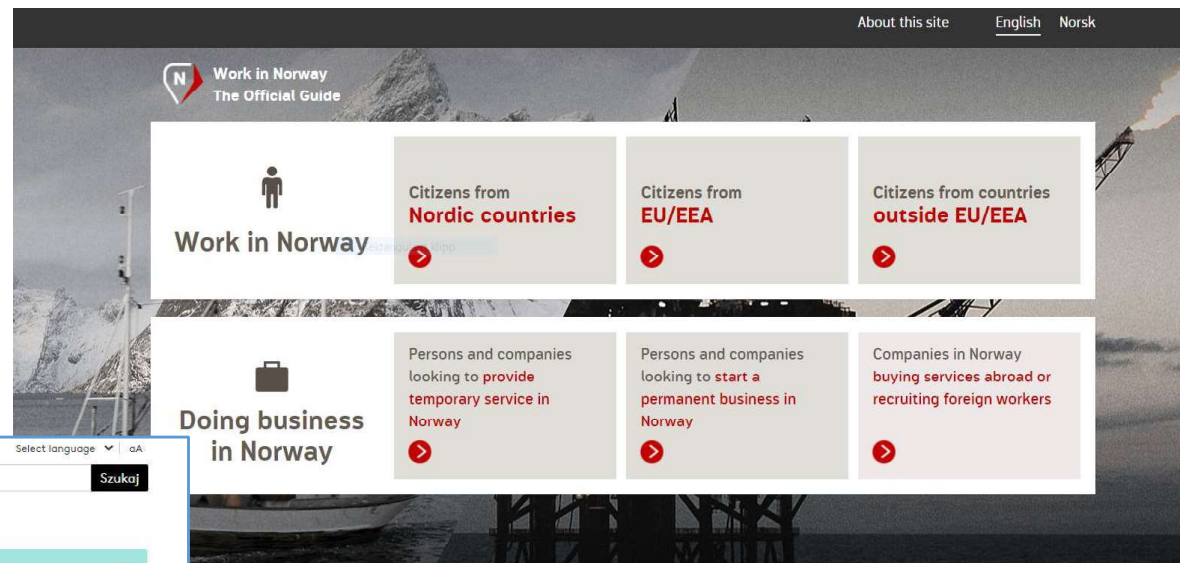 About this site English Norsk
Work in Norway
The Official Guide
Work in Norway
Citizens from
Nordic countries
Citizens from
EU/EEA
Citizens from countries
outside EU/EEA
Doing business
in Norway
Persons and companies
looking to provide
temporary service in
Norway
Persons and companies
looking to start a
permanent business in
Norway
Companies in Norway
buying services abroad or
recruiting foreign workers
Select language aA
Szukaj